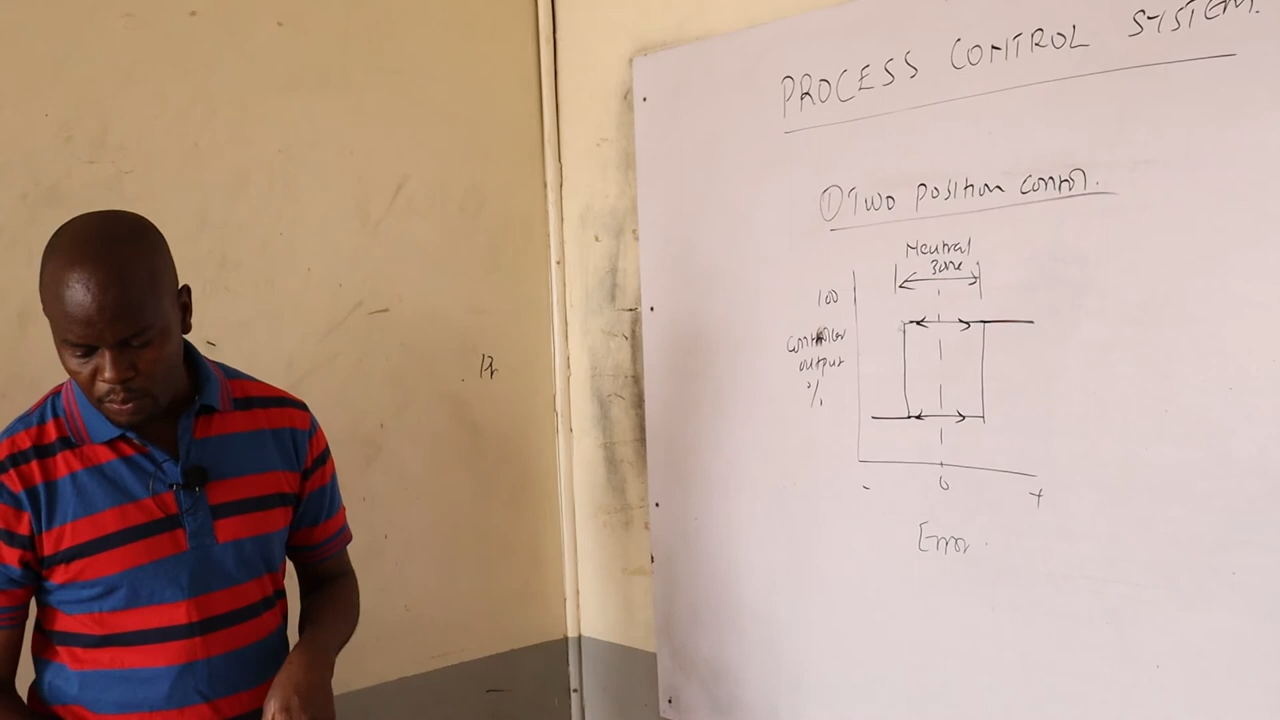 PROCESS CONTROL SYSTEM.
① Two position control.
Neutral
zone
100
controller
output
%
- 0 +
Error.